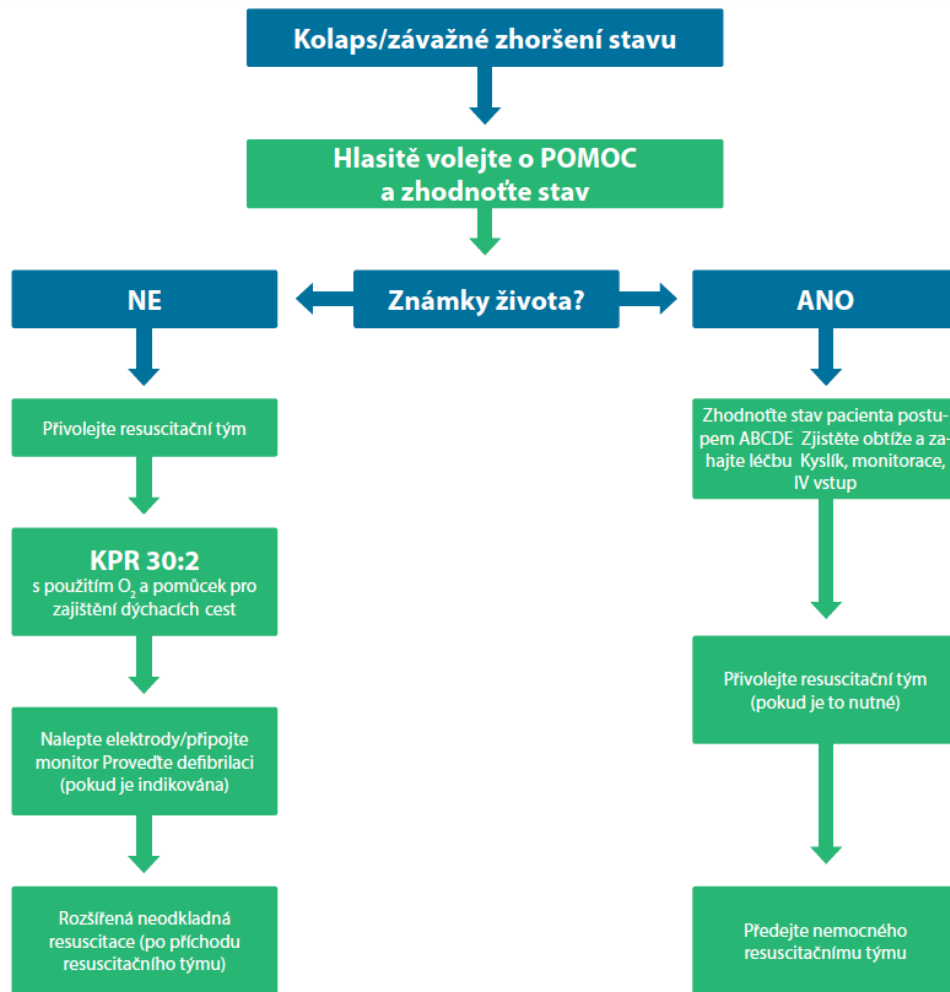 Kolaps/závažné zhoršení stavu
Hlasitě volejte o POMOC
a zhodnoťte stav
NE
Známky života?
ANO
Přivolejte resuscitační tým
KPR 30:2
s použitím O₂ a pomůcek pro
zajištění dýchacích cest
Nalepte elektrody/připojte
monitor Proveďte defibrilaci
(pokud je indikována)
Rozšířená neodkladná
resuscitace (po příchodu
resuscitačního týmu)
Zhodnoťte stav pacienta postu-
pem ABCDE Zjistěte obtíže a za-
hajte léčbu Kyslík, monitorace,
IV vstup
Přivolejte resuscitační tým
(pokud je to nutné)
Předejte nemocného
resuscitačnímu týmu